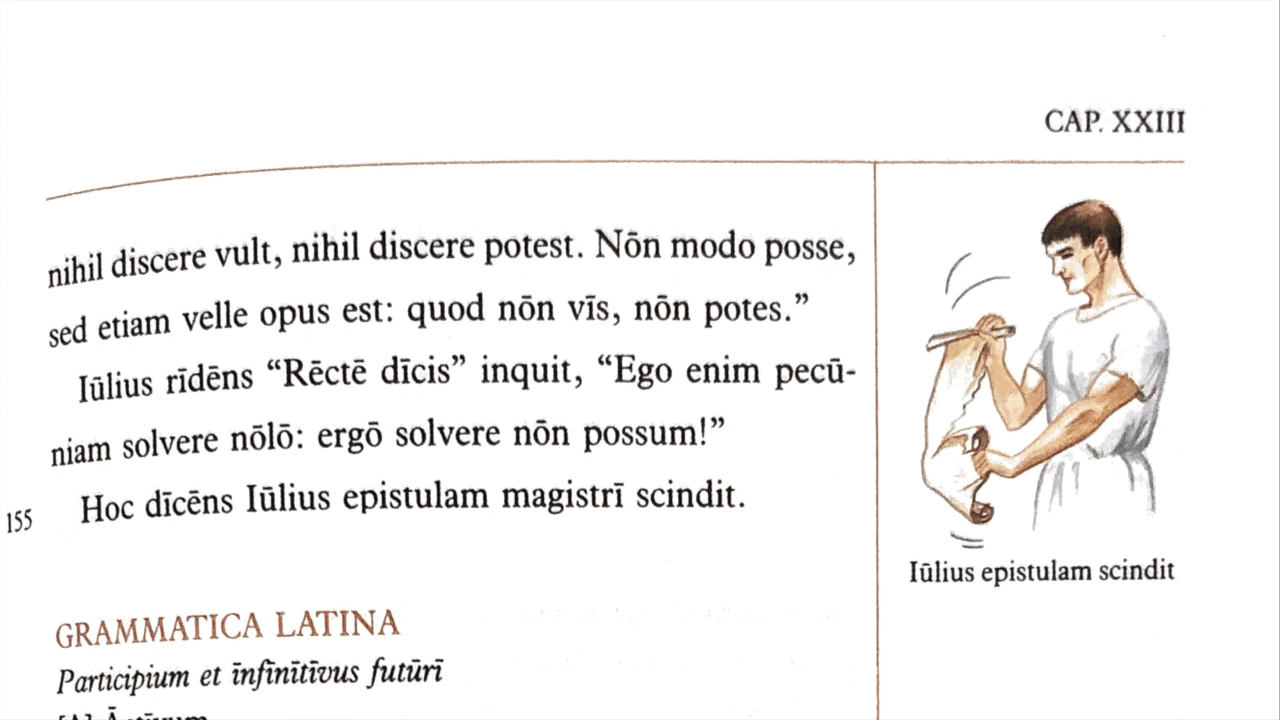 CAP. XXIII
nihil discere vult, nihil discere potest. Nōn modo posse,
sed etiam velle opus est: quod nōn vīs, nōn potes.”
Iūlius rīdēns “Rēctē dīcis” inquit, “Ego enim pecū-
niam solvere nōlō: ergō solvere nōn possum!”
155 Hoc dīcēns Iūlius epistulam magistrī scindit.
Iūlius epistulam scindit
GRAMMATICA LATINA
Participium et īnfīnītīvus futūrī
[A] Āctīvum